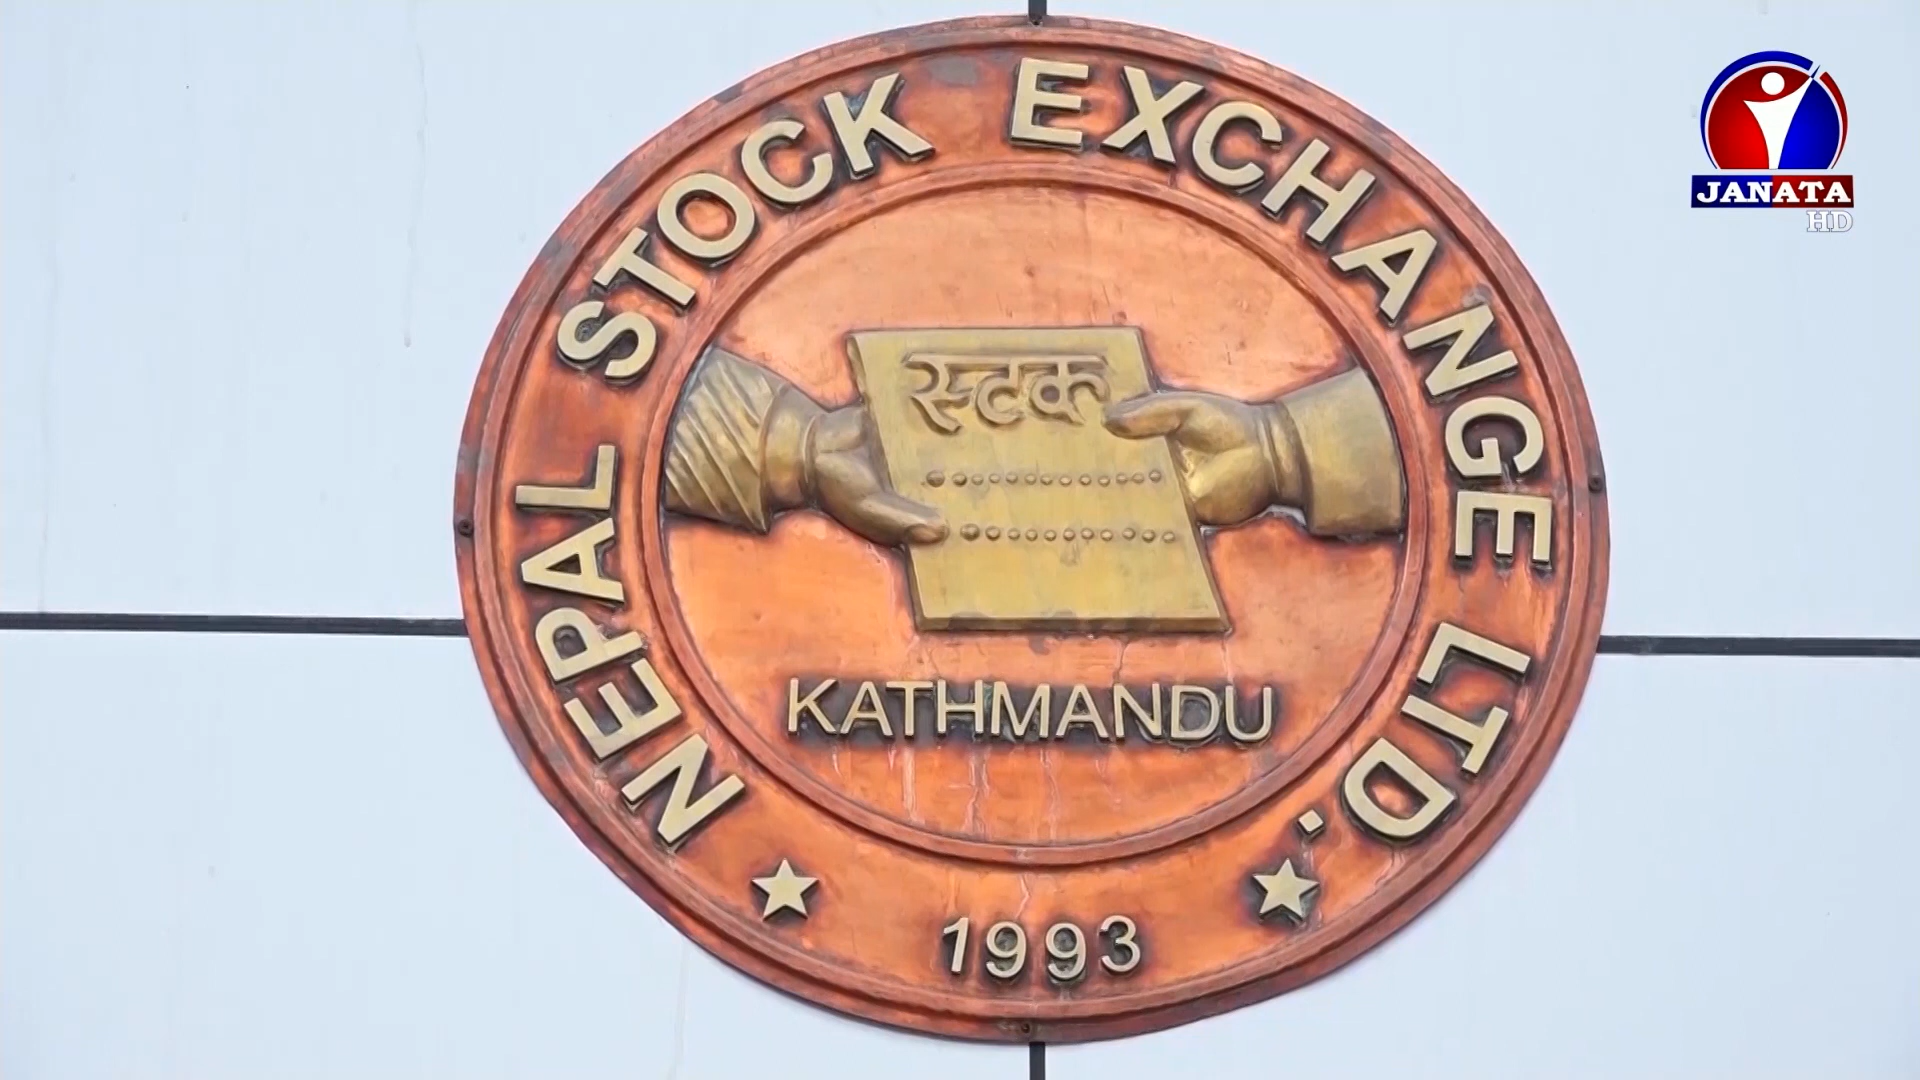 NEPAL STOCK EXCHANGE LTD.
स्टक
KATHMANDU
1993
JANATA
HD